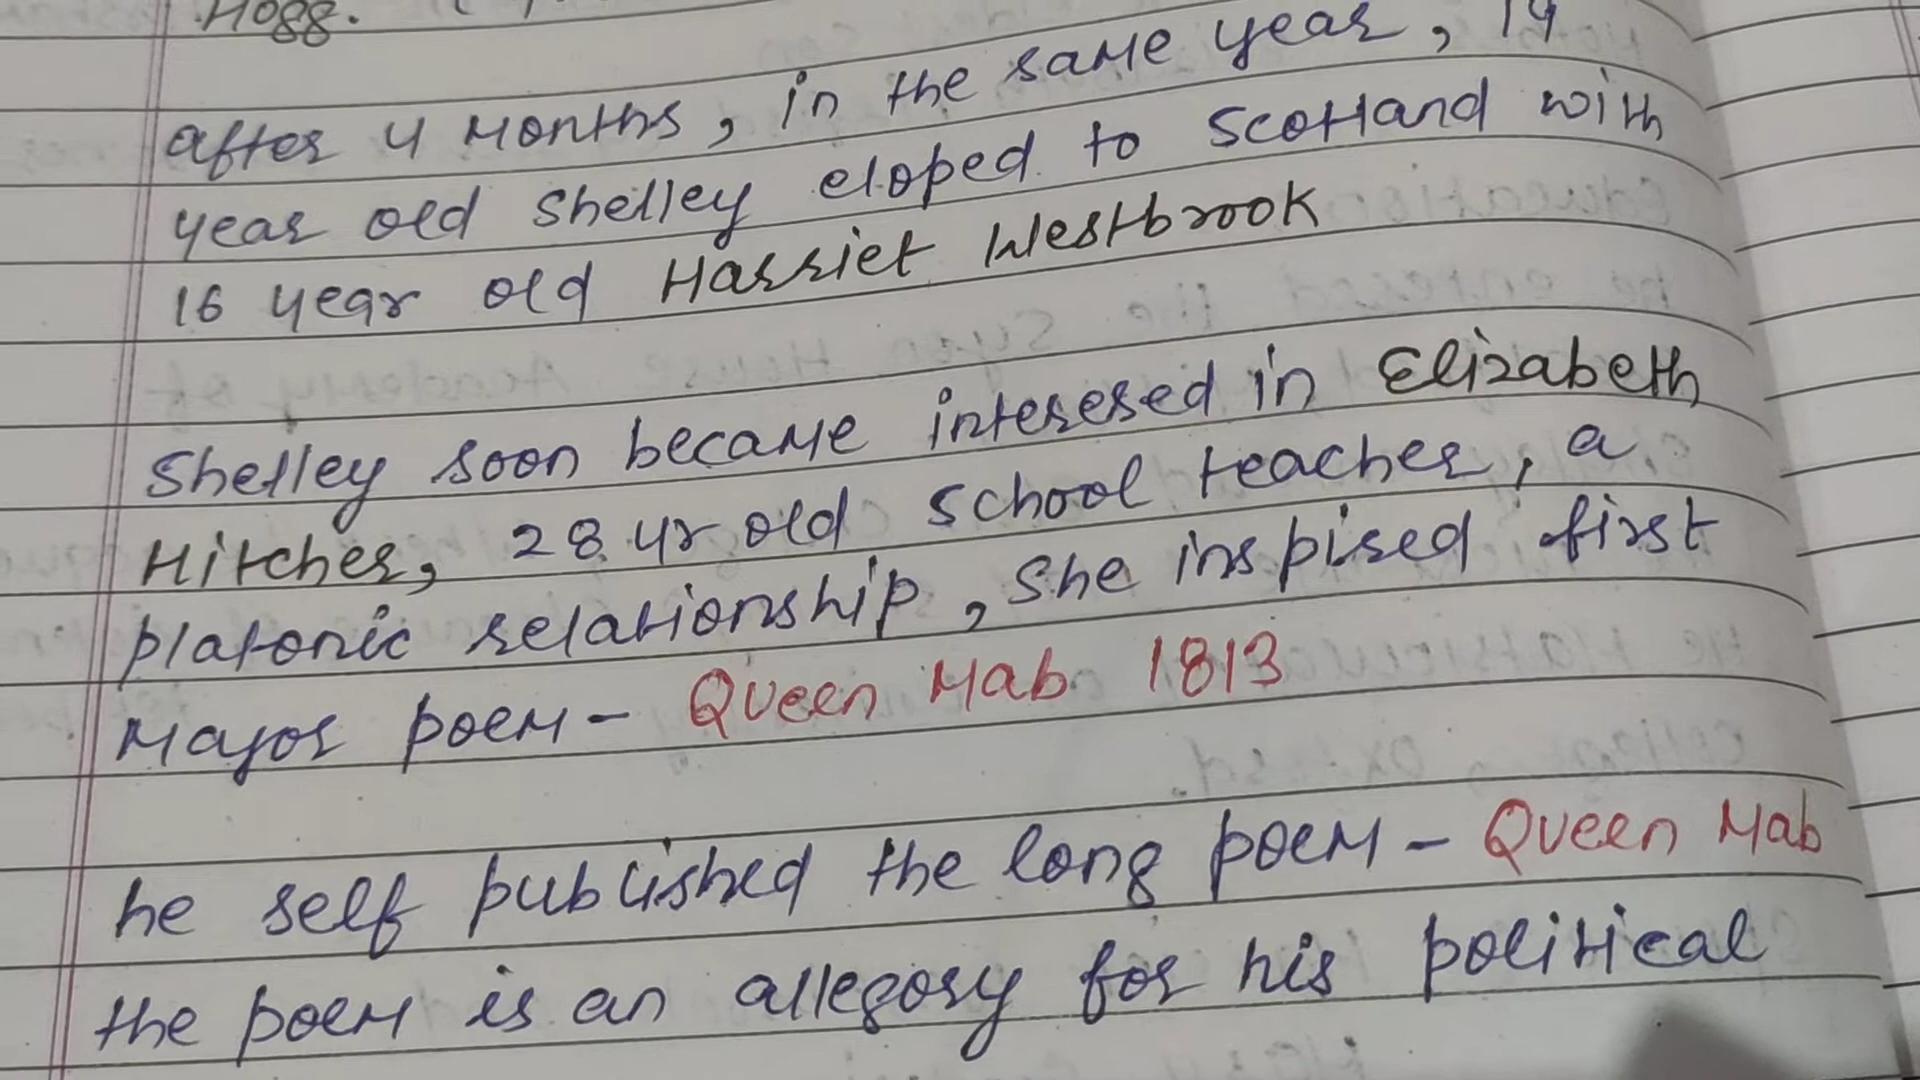 Hogg.
after 4 months, in the same year, 19
year old Shelley eloped to Scotland with
16 year old Harriet Westbrook
Shelley soon became interesed in Elizabeth
Hitcher, 28 yr old school teacher, a
platonic relationship, she inspired first
Mayor poem - Queen Mab 1813
he self published the long poem - Queen Mab
the poem is an allegory for his political